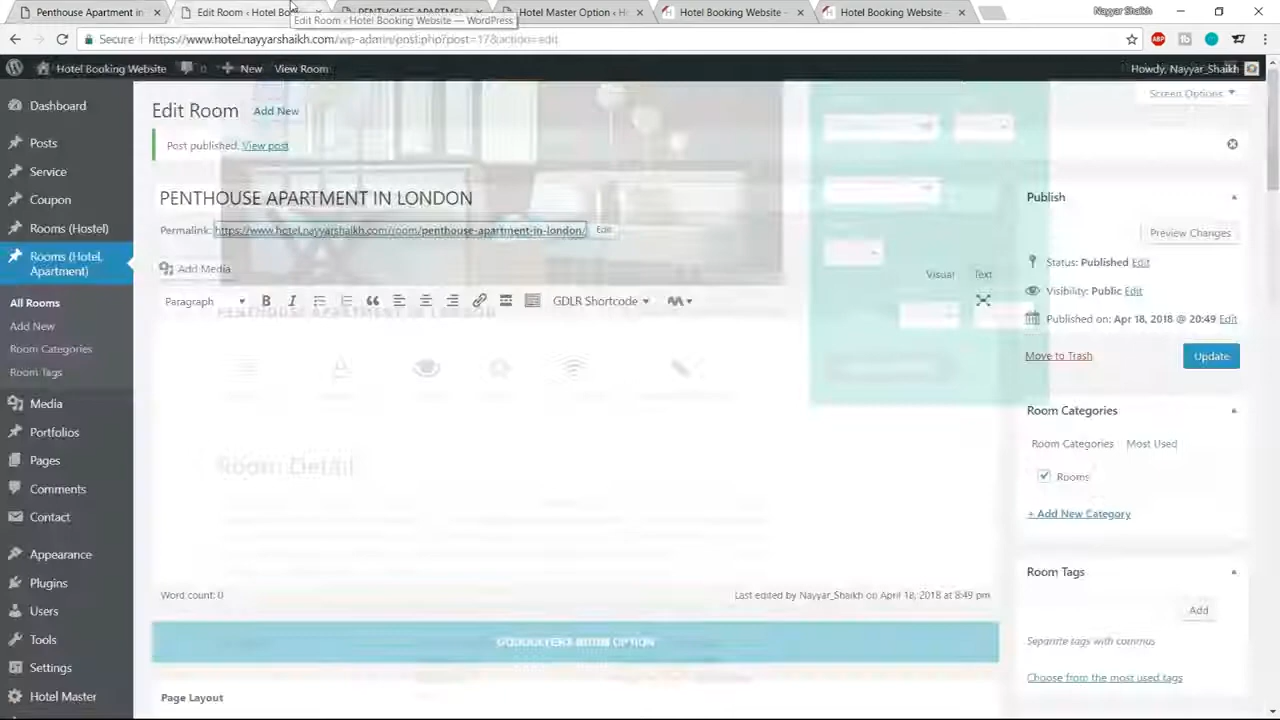 Penthouse Apartment in
Edit Room ‹ Hotel Boo
PENTHOUSE APARTMEN
Hotel Master Option ‹ H
Hotel Booking Website –
Hotel Booking Website –
Nayyar Shaikh
Edit Room ‹ Hotel Booking Website — WordPress
Secure
https://www.hotel.nayyarshaikh.com/wp-admin/post.php?post=17&action=edit
Hotel Booking Website
0
New
View Room
Howdy, Nayyar_Shaikh
Dashboard
Posts
Service
Coupon
Rooms (Hostel)
Rooms (Hotel,
Apartment)
All Rooms
Add New
Room Categories
Room Tags
Media
Portfolios
Pages
Comments
Contact
Appearance
Plugins
Users
Tools
Settings
Hotel Master
Edit Room
Add New
Screen Options
Post published. View post
PENTHOUSE APARTMENT IN LONDON
Permalink: https://www.hotel.nayyarshaikh.com/room/penthouse-apartment-in-london/
Edit
Add Media
Visual
Text
Paragraph
B
I
GDLR Shortcode
PENTHOUSE APARTMENT IN LONDON
Room Detail
Word count: 0
Last edited by Nayyar_Shaikh on April 18, 2018 at 8:49 pm
GOODLAYERS ROOM OPTION
Page Layout
Publish
Preview Changes
Status: Published Edit
Visibility: Public Edit
Published on: Apr 18, 2018 @ 20:49 Edit
Move to Trash
Update
Room Categories
Room Categories
Most Used
Rooms
+ Add New Category
Room Tags
Add
Separate tags with commas
Choose from the most used tags